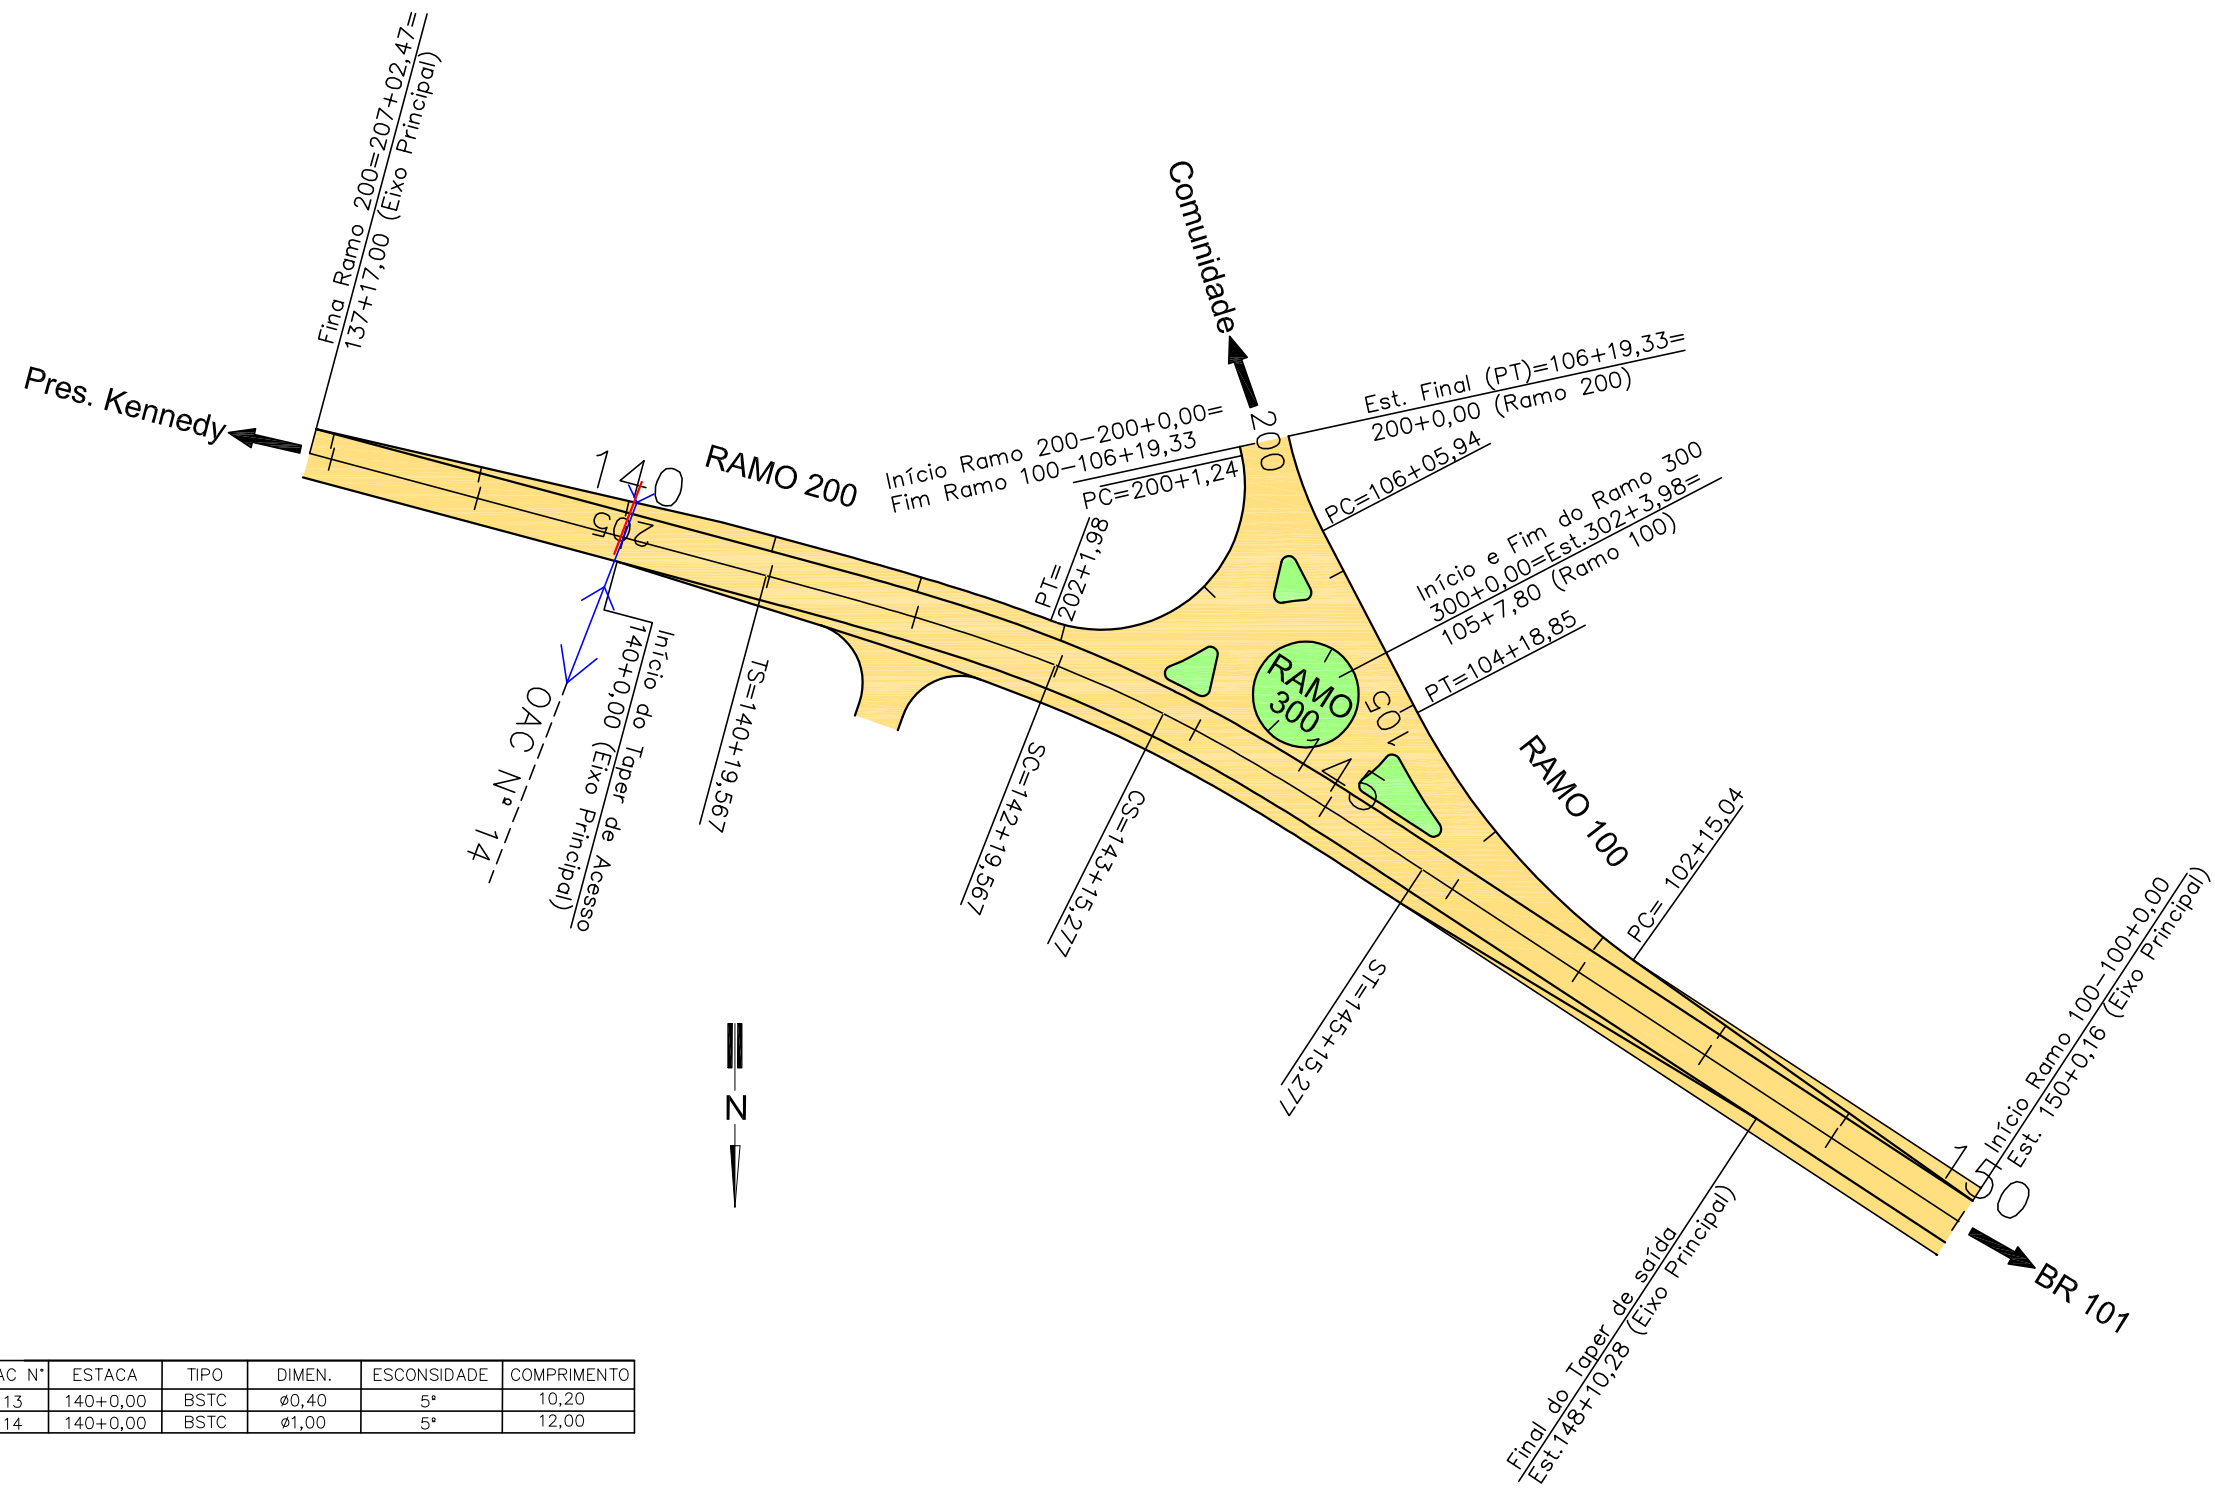 Fina Ramo 200=207+02,47=
137+17,00 (Eixo Principal)
Pres. Kennedy
Comunidade
RAMO 200
140
205
200
Início Ramo 200-200+0,00=
Fim Ramo 100-106+19,33
PC=200+1,24
Est. Final (PT)=106+19,33=
200+0,00 (Ramo 200)
PC=106+05,94
Início e Fim do Ramo 300
300+0,00=Est.302+3,98=
105+7,80 (Ramo 100)
PT=104+18,85
PT=
202+1,98
RAMO
300
105
145
RAMO 100
PC= 102+15,04
Início do Taper de Acesso
140+0,00 (Eixo Principal)
OAC N° 14
TS=140+19,567
SC=142+19,567
CS=143+15,277
ST=145+15,277
Início Ramo 100-100+0,00
Est. 150+0,16 (Eixo Principal)
150
BR 101
Final do Taper de saída
Est.148+10,28 (Eixo Principal)
N
AC N° ESTACA TIPO DIMEN. ESCONSIDADE COMPRIMENTO
13 140+0,00 BSTC ø0,40 5° 10,20
14 140+0,00 BSTC ø1,00 5° 12,00